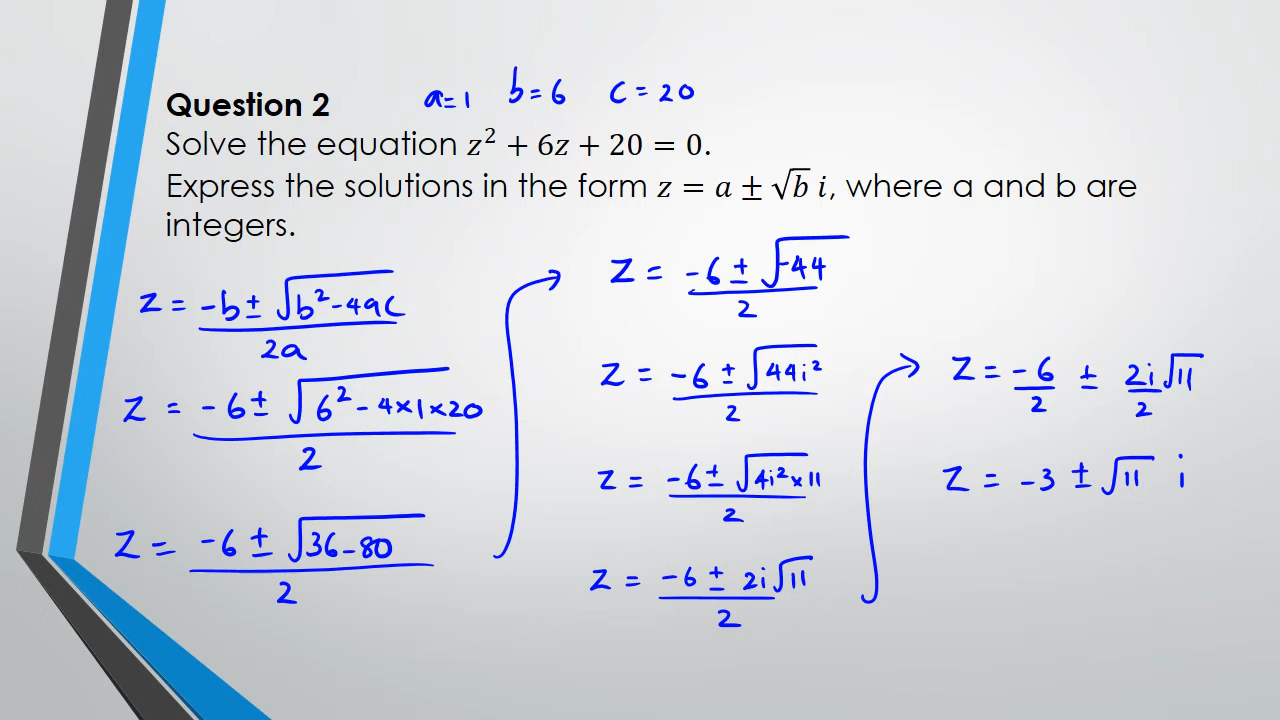 Question 2 a=1 b=6 c=20
Solve the equation z² + 6z + 20 = 0.
Express the solutions in the form z = a ± √b i, where a and b are
integers.
z = (-b ± √(b²-4ac))/2a
z = (-6 ± √(6²-4×1×20))/2
z = (-6 ± √(36-80))/2
z = (-6 ± √(-44))/2
z = (-6 ± √(44i²))/2
z = (-6 ± √(4i²×11))/2
z = (-6 ± 2i√11)/2
z = -6/2 ± 2i/2 √11
z = -3 ± √11 i